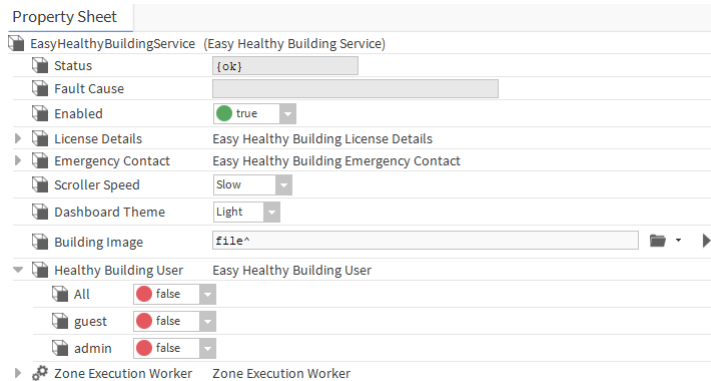 Property Sheet
EasyHealthyBuildingService (Easy Healthy Building Service)
Status {ok}
Fault Cause
Enabled true
License Details Easy Healthy Building License Details
Emergency Contact Easy Healthy Building Emergency Contact
Scroller Speed Slow
Dashboard Theme Light
Building Image file^
Healthy Building User Easy Healthy Building User
All false
guest false
admin false
Zone Execution Worker Zone Execution Worker